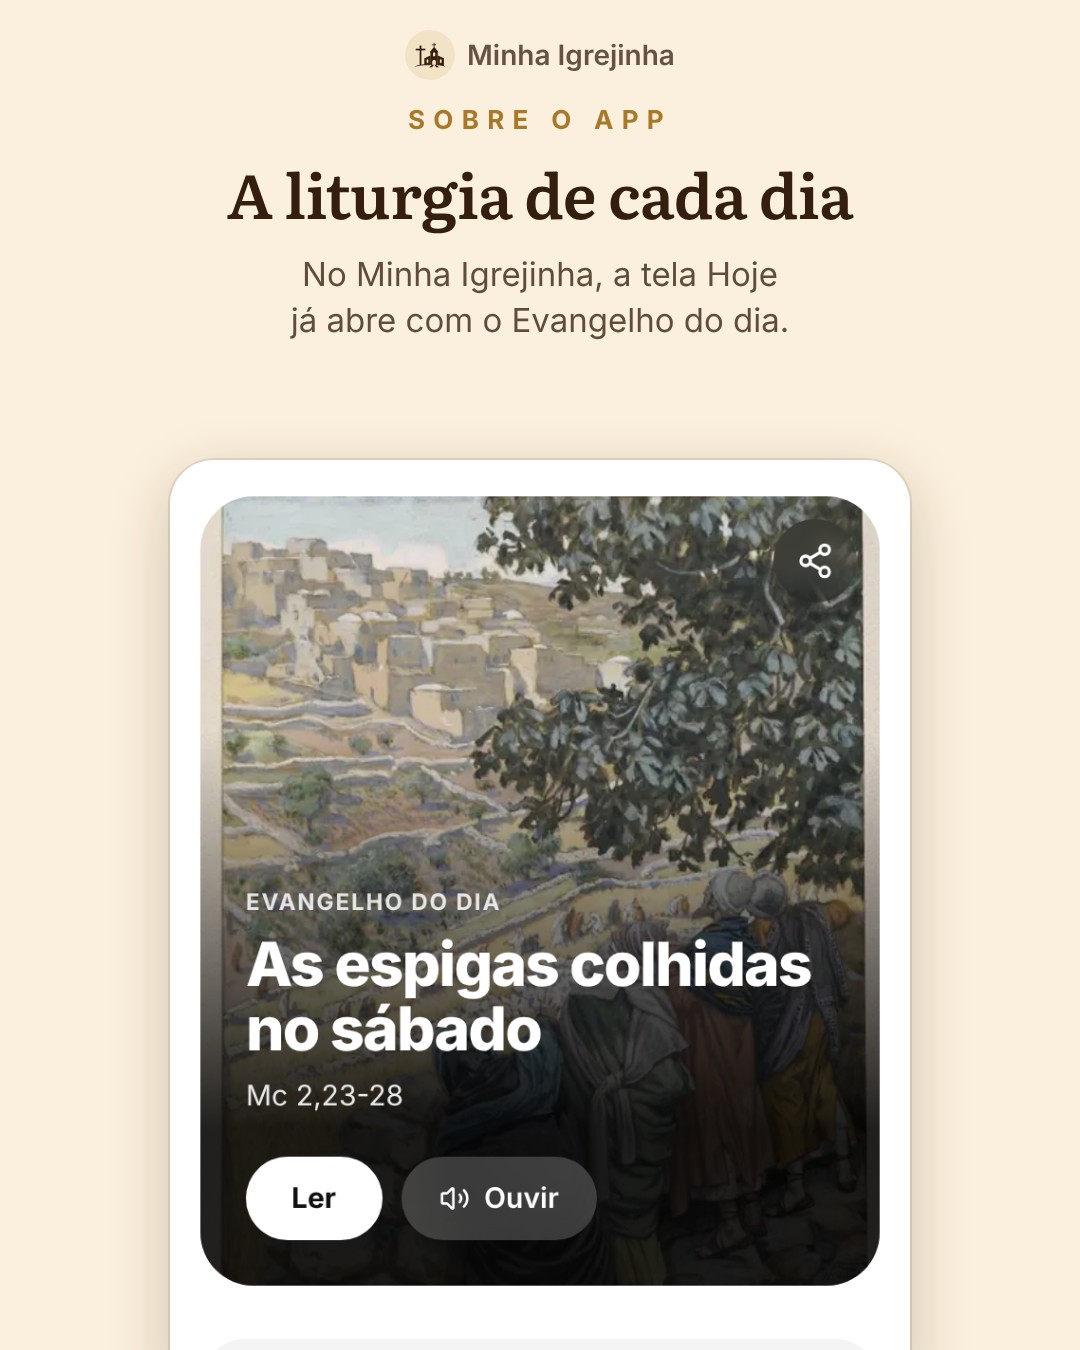 Minha Igrejinha
SOBRE O APP
A liturgia de cada dia
No Minha Igrejinha, a tela Hoje
já abre com o Evangelho do dia.
EVANGELHO DO DIA
As espigas colhidas
no sábado
Mc 2,23-28
Ler
Ouvir